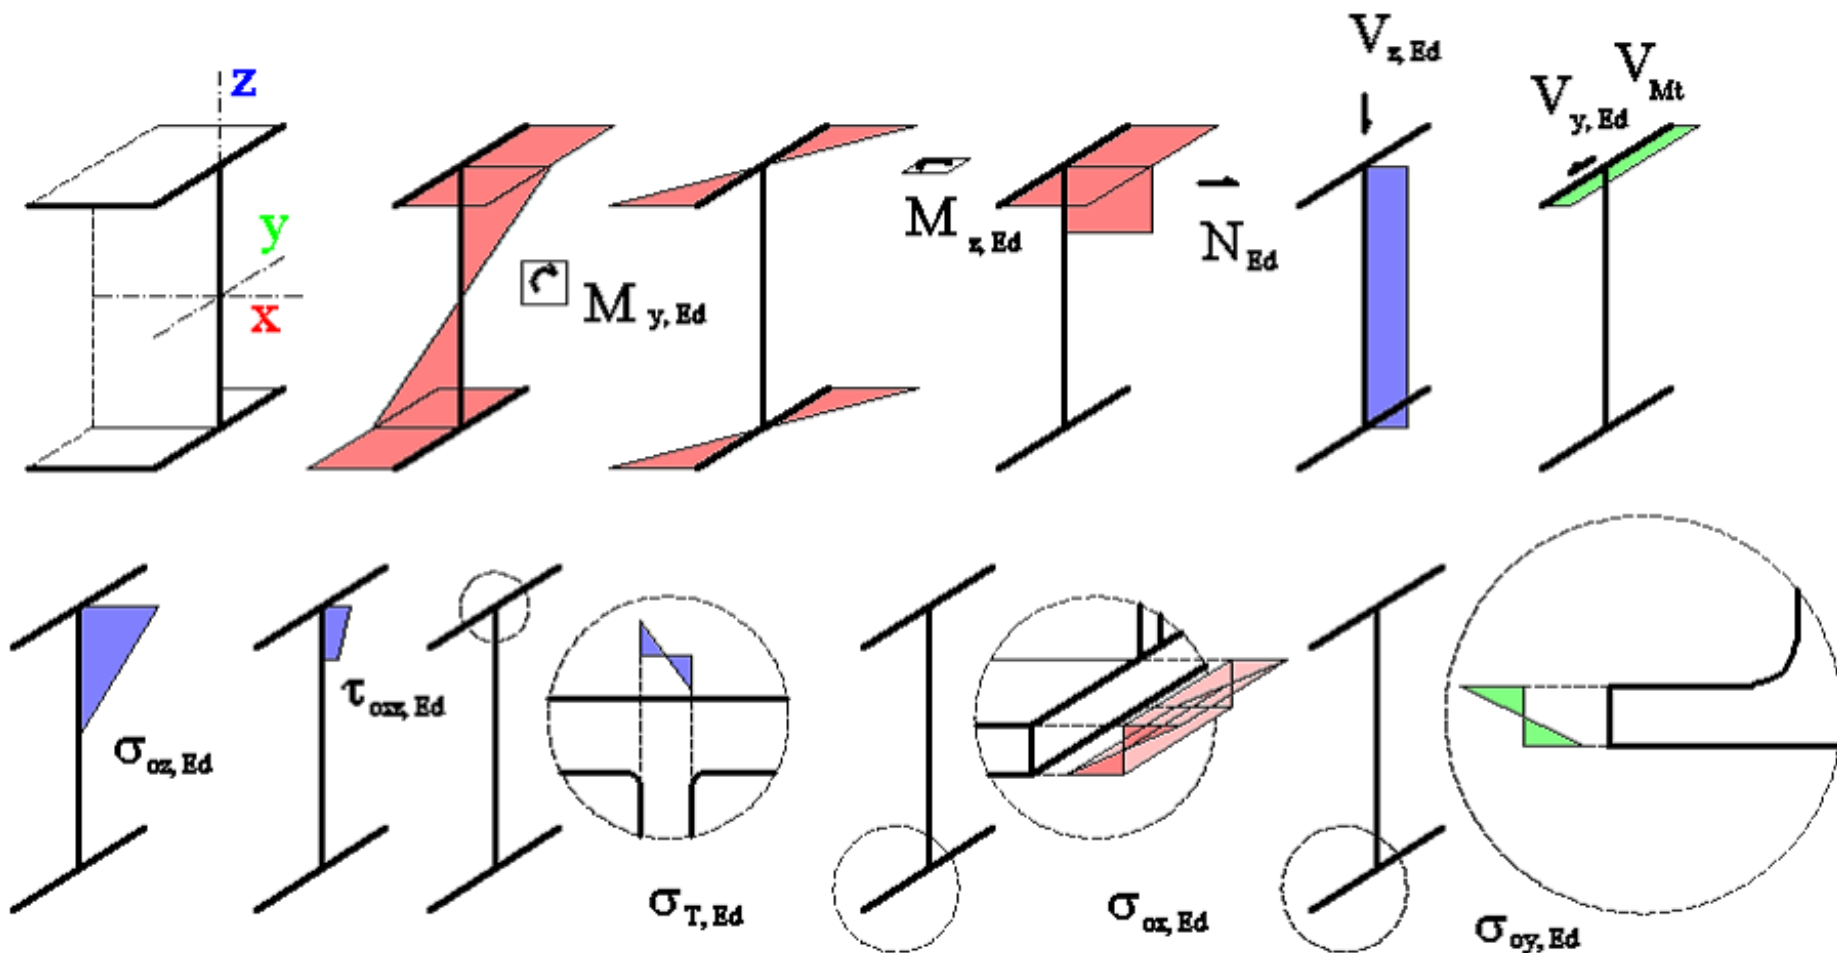 z
y
x
M y, Ed
M z, Ed
N Ed
V z, Ed
V y, Ed
V Mt
σ oz, Ed
τ oxz, Ed
σ T, Ed
σ ox, Ed
σ oy, Ed